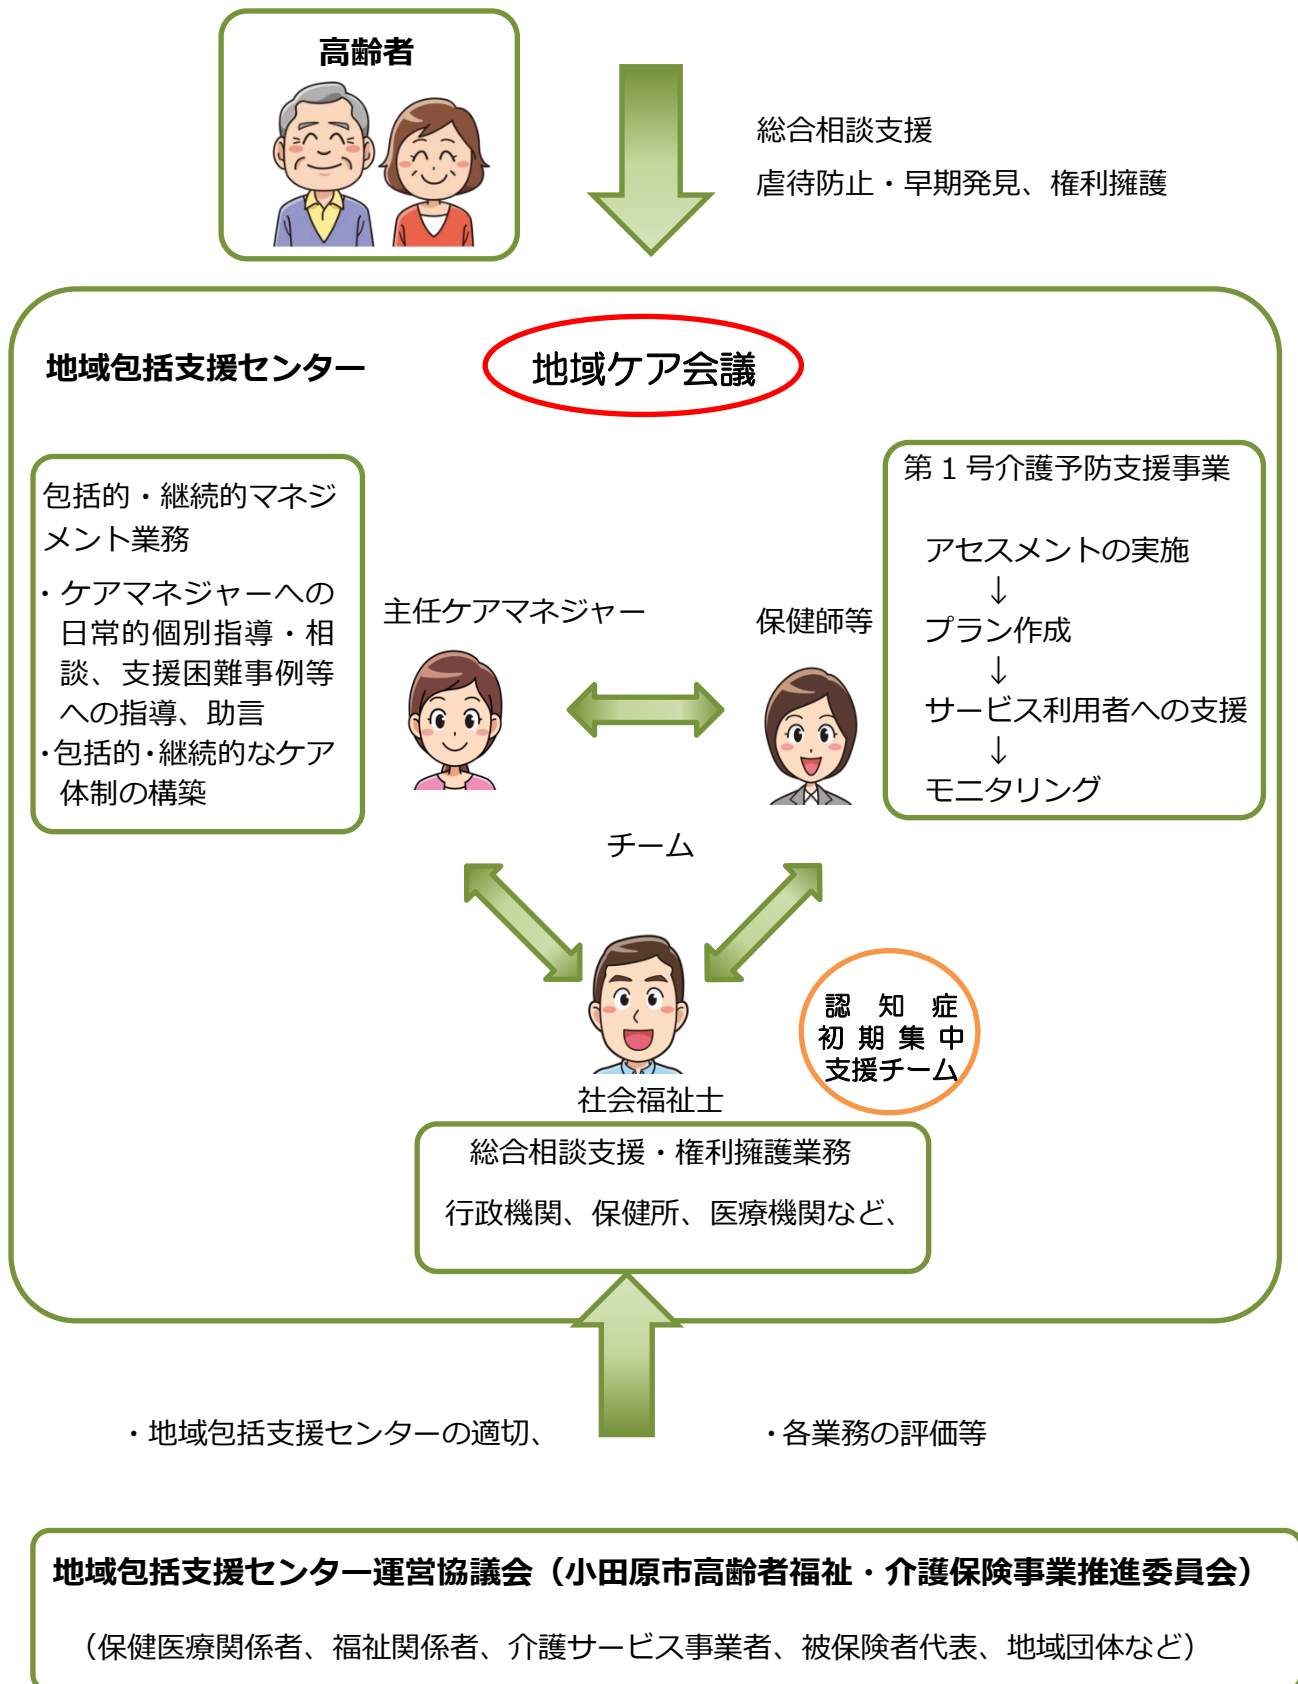 高齢者
総合相談支援
虐待防止・早期発見、権利擁護
地域包括支援センター
地域ケア会議
包括的・継続的マネジ
メント業務
・ケアマネジャーへの
日常的個別指導・相
談、支援困難事例等
への指導、助言
・包括的・継続的なケア
体制の構築
主任ケアマネジャー
保健師等
第1号介護予防支援事業
アセスメントの実施
↓
プラン作成
↓
サービス利用者への支援
↓
モニタリング
チーム
認知症
初期集中
支援チーム
社会福祉士
総合相談支援・権利擁護業務
行政機関、保健所、医療機関など、
・地域包括支援センターの適切、
・各業務の評価等
地域包括支援センター運営協議会（小田原市高齢者福祉・介護保険事業推進委員会）
（保健医療関係者、福祉関係者、介護サービス事業者、被保険者代表、地域団体など）